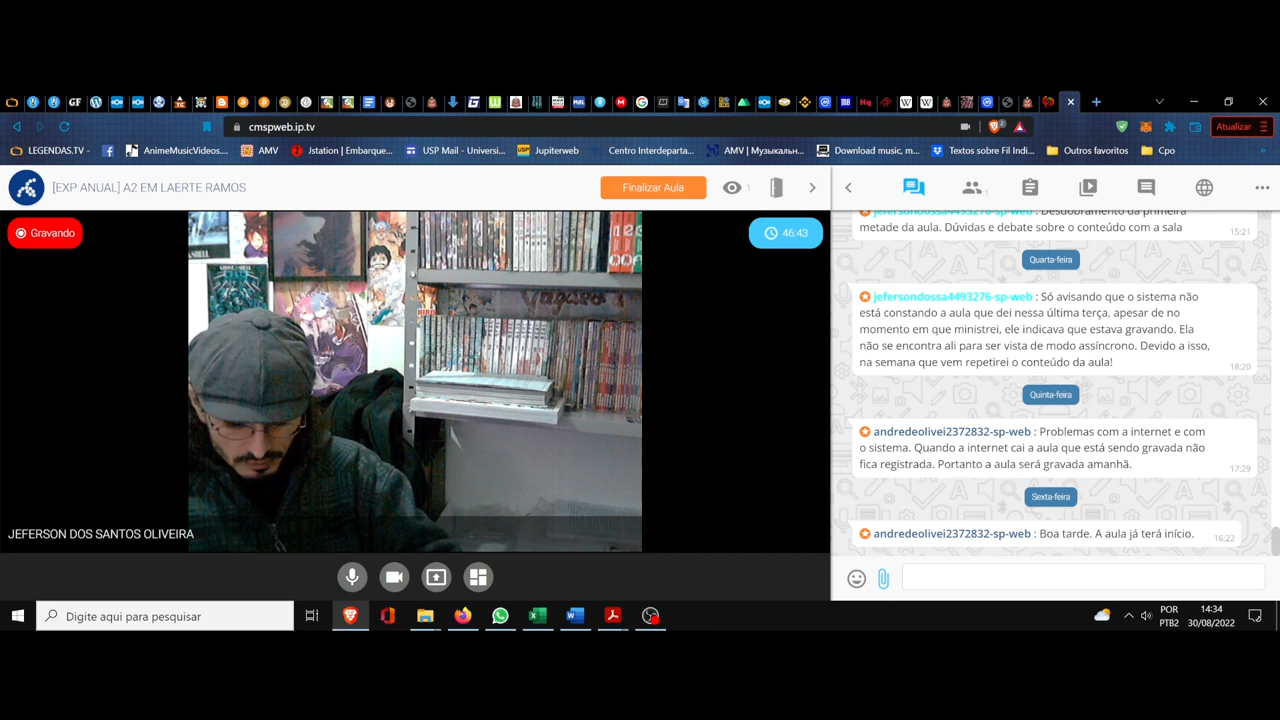 cmspweb.ip.tv
Atualizar
LEGENDAS.TV -
AnimeMusicVideos....
AMV
Jstation | Embarque...
USP Mail - Universi...
Jupiterweb
Centro Interdeparta...
AMV | Музыкальн...
Download music, m...
Textos sobre Fil Indi...
Outros favoritos
Cpo
[EXP ANUAL] A2 EM LAERTE RAMOS
Finalizar Aula
1
1
Gravando
46:43
JEFERSON DOS SANTOS OLIVEIRA
jefersondossa4493276-sp-web : Desdobramento da primeira
metade da aula. Dúvidas e debate sobre o conteúdo com a sala
15:21
Quarta-feira
jefersondossa4493276-sp-web : Só avisando que o sistema não
está constando a aula que dei nessa última terça, apesar de no
momento em que ministrei, ele indicava que estava gravando. Ela
não se encontra ali para ser vista de modo assíncrono. Devido a isso,
na semana que vem repetirei o conteúdo da aula!
18:20
Quinta-feira
andredeolivei2372832-sp-web : Problemas com a internet e com
o sistema. Quando a internet cai a aula que está sendo gravada não
fica registrada. Portanto a aula será gravada amanhã.
17:29
Sexta-feira
andredeolivei2372832-sp-web : Boa tarde. A aula já terá início.
16:22
Digite aqui para pesquisar
POR
PTB2
14:34
30/08/2022